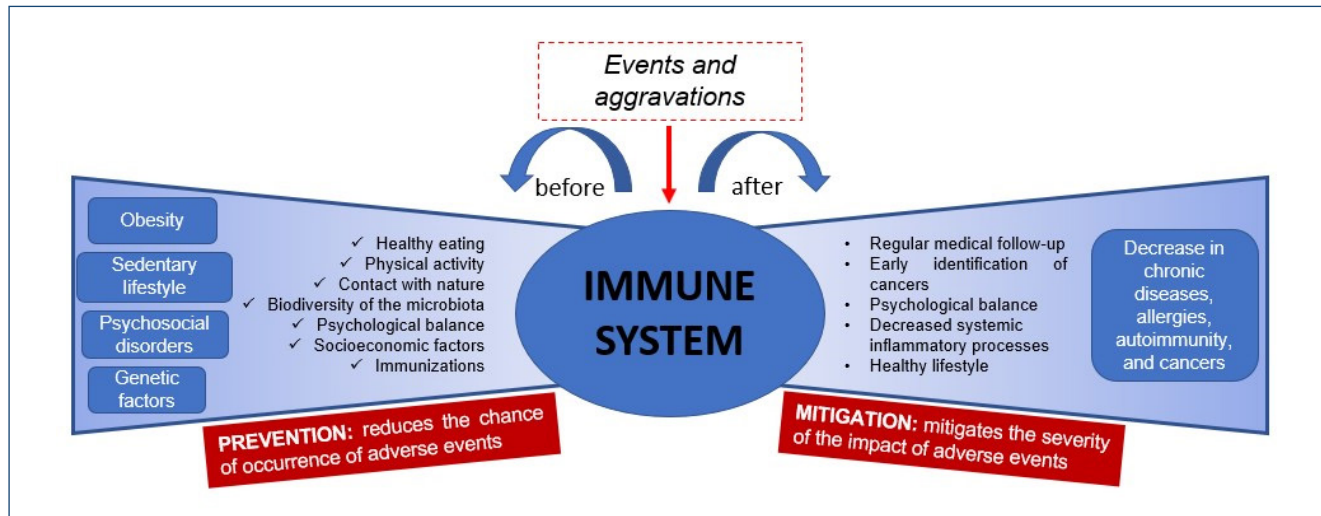 Events and
aggravations
before
after
Obesity
Sedentary
lifestyle
Psychosocial
disorders
Genetic
factors
✓ Healthy eating
✓ Physical activity
✓ Contact with nature
✓ Biodiversity of the microbiota
✓ Psychological balance
✓ Socioeconomic factors
✓ Immunizations
IMMUNE
SYSTEM
• Regular medical follow-up
• Early identification of
cancers
• Psychological balance
• Decreased systemic
inflammatory processes
• Healthy lifestyle
Decrease in
chronic
diseases,
allergies,
autoimmunity,
and cancers
PREVENTION: reduces the chance
of occurrence of adverse events
MITIGATION: mitigates the severity
of the impact of adverse events